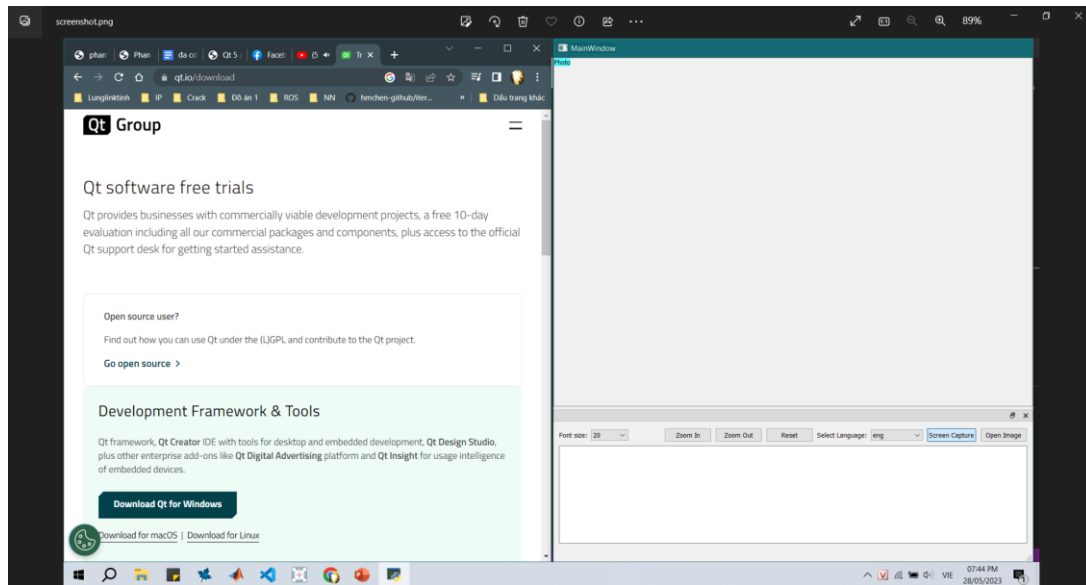 screenshot.png
89%
phan
Phan
da cơ
Qt 5
Facel
(5
Tr
MainWindow
qt.io/download
Photo
Lunglinktinh IP Crack Đồ án 1 ROS NN hmchen-github/iter... » Dấu trang khác
Qt Group
Qt software free trials
Qt provides businesses with commercially viable development projects, a free 10-day
evaluation including all our commercial packages and components, plus access to the official
Qt support desk for getting started assistance.
Open source user?
Find out how you can use Qt under the (L)GPL and contribute to the Qt project.
Go open source >
Development Framework & Tools
Qt framework, Qt Creator IDE with tools for desktop and embedded development, Qt Design Studio,
plus other enterprise add-ons like Qt Digital Advertising platform and Qt Insight for usage intelligence
of embedded devices.
Download Qt for Windows
Download for macOS | Download for Linux
Font size: 20 Zoom In Zoom Out Reset Select Language: eng Screen Capture Open Image
VIE
07:44 PM
28/05/2023